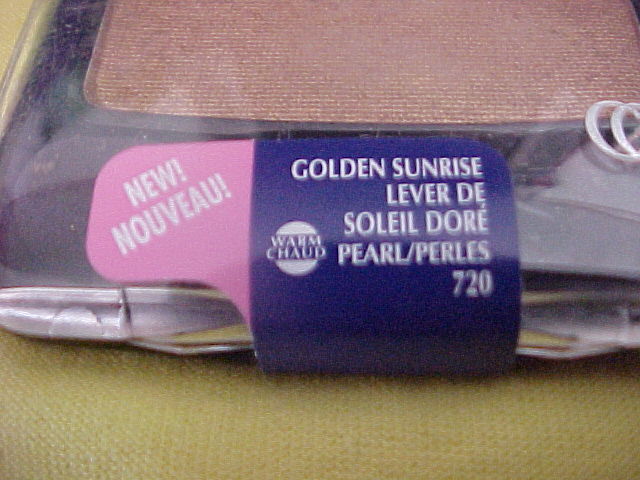 NEW!
NOUVEAU!
GOLDEN SUNRISE
LEVER DE
SOLEIL DORÉ
WARM
CHAUD
PEARL/PERLES
720